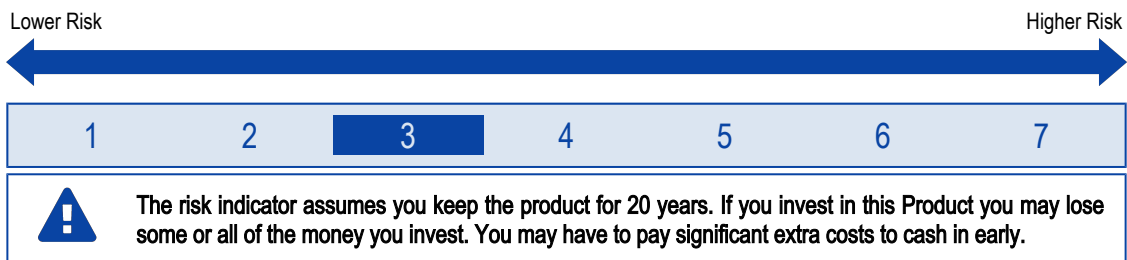 Lower Risk Higher Risk
1 2 3 4 5 6 7
The risk indicator assumes you keep the product for 20 years. If you invest in this Product you may lose
some or all of the money you invest. You may have to pay significant extra costs to cash in early.